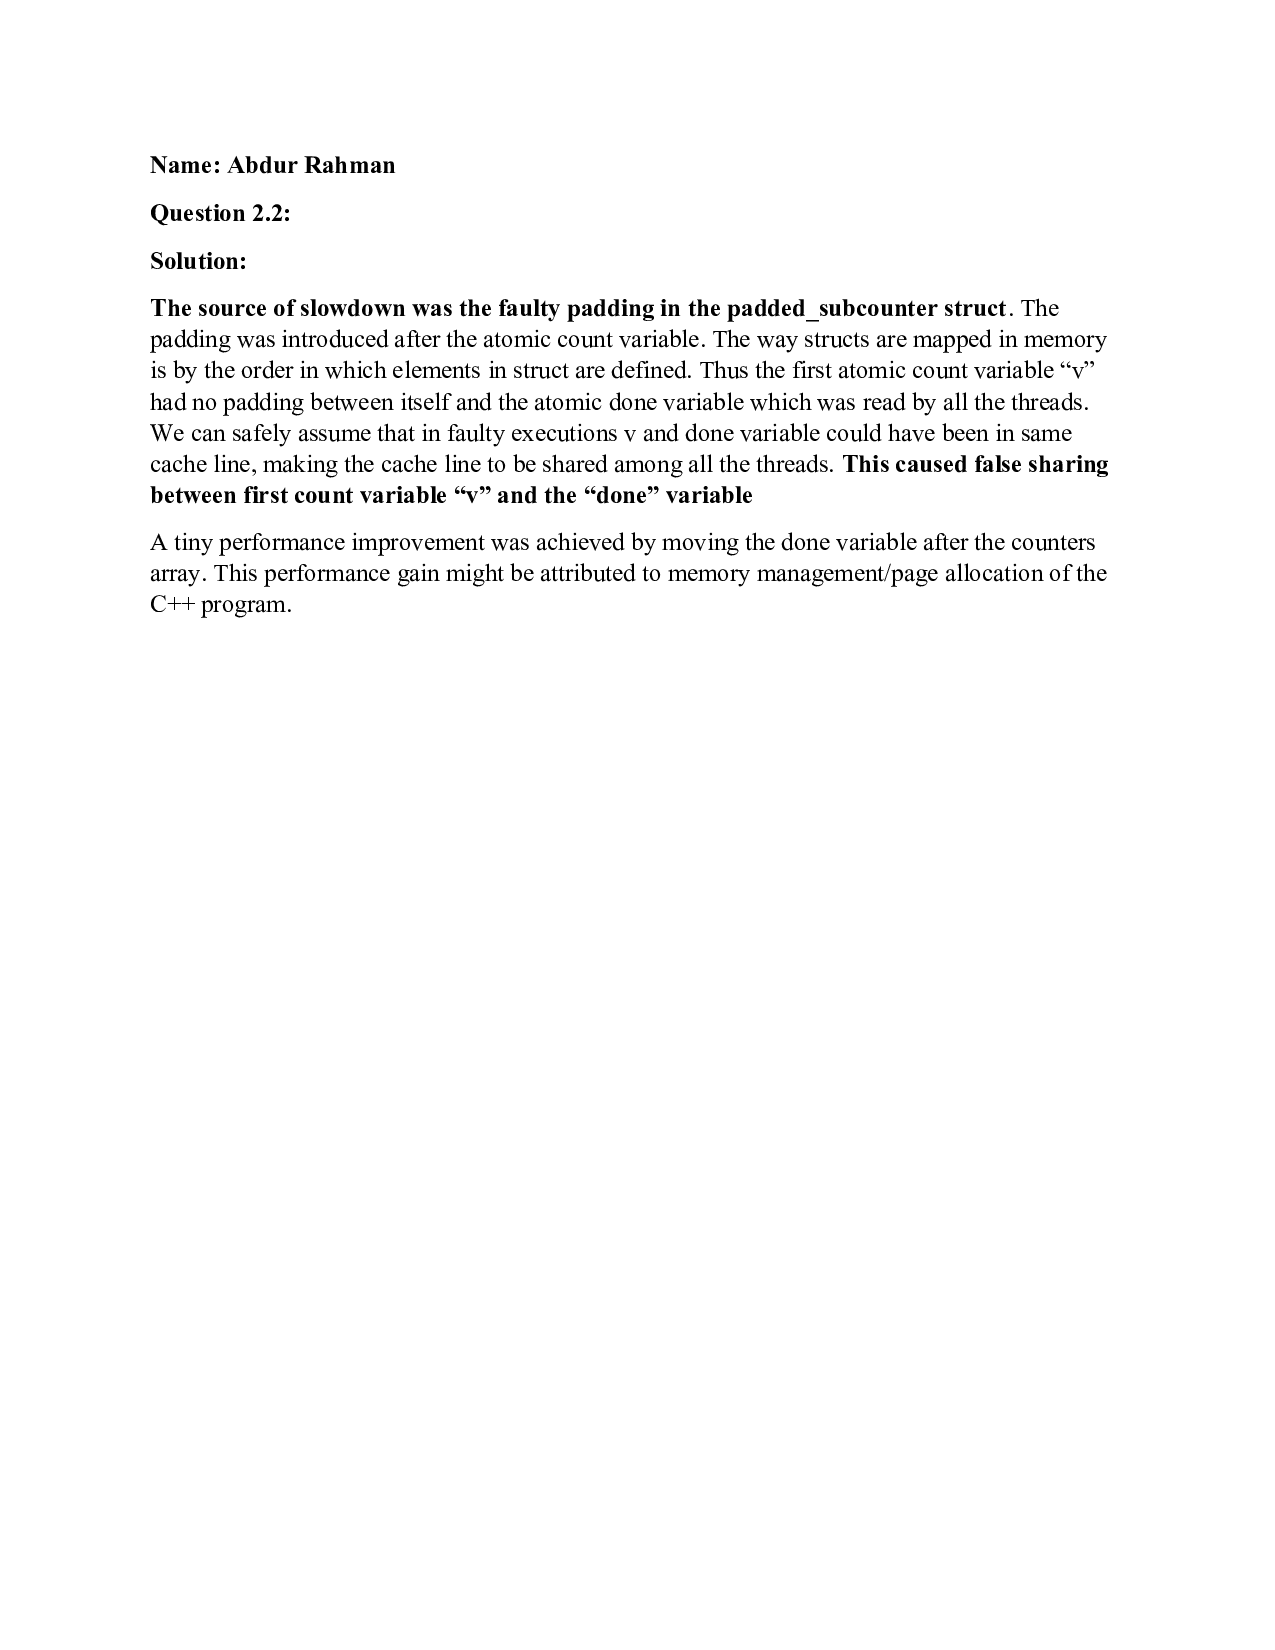 Name: Abdur Rahman
Question 2.2:
Solution:
The source of slowdown was the faulty padding in the padded_subcounter struct. The
padding was introduced after the atomic count variable. The way structs are mapped in memory
is by the order in which elements in struct are defined. Thus the first atomic count variable “v”
had no padding between itself and the atomic done variable which was read by all the threads.
We can safely assume that in faulty executions v and done variable could have been in same
cache line, making the cache line to be shared among all the threads. This caused false sharing
between first count variable “v” and the “done” variable
A tiny performance improvement was achieved by moving the done variable after the counters
array. This performance gain might be attributed to memory management/page allocation of the
C++ program.